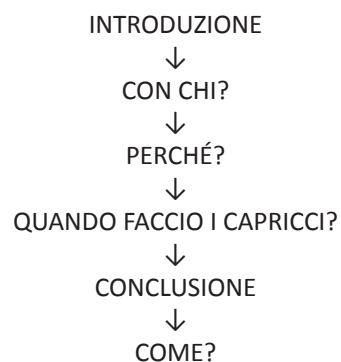 INTRODUZIONE
↓
CON CHI?
↓
PERCHÉ?
↓
QUANDO FACCIO I CAPRICCI?
↓
CONCLUSIONE
↓
COME?